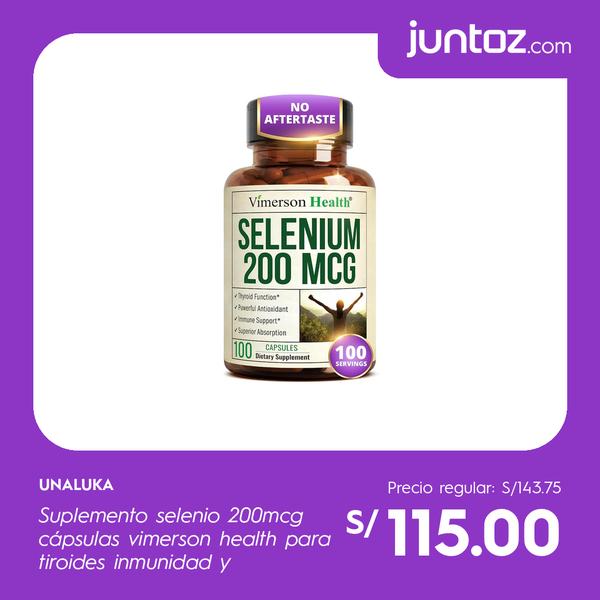 juntoz.com
NO
AFTERTASTE
Vimerson Health®
SELENIUM
200 MCG
✓ Thyroid Function*
✓ Powerful Antioxidant
✓ Immune Support*
✓ Superior Absorption
100 CAPSULES
Dietary Supplement
100
SERVINGS
UNALUKA
Suplemento selenio 200mcg
cápsulas vimerson health para
tiroides inmunidad y
Precio regular: S/143.75
S/ 115.00